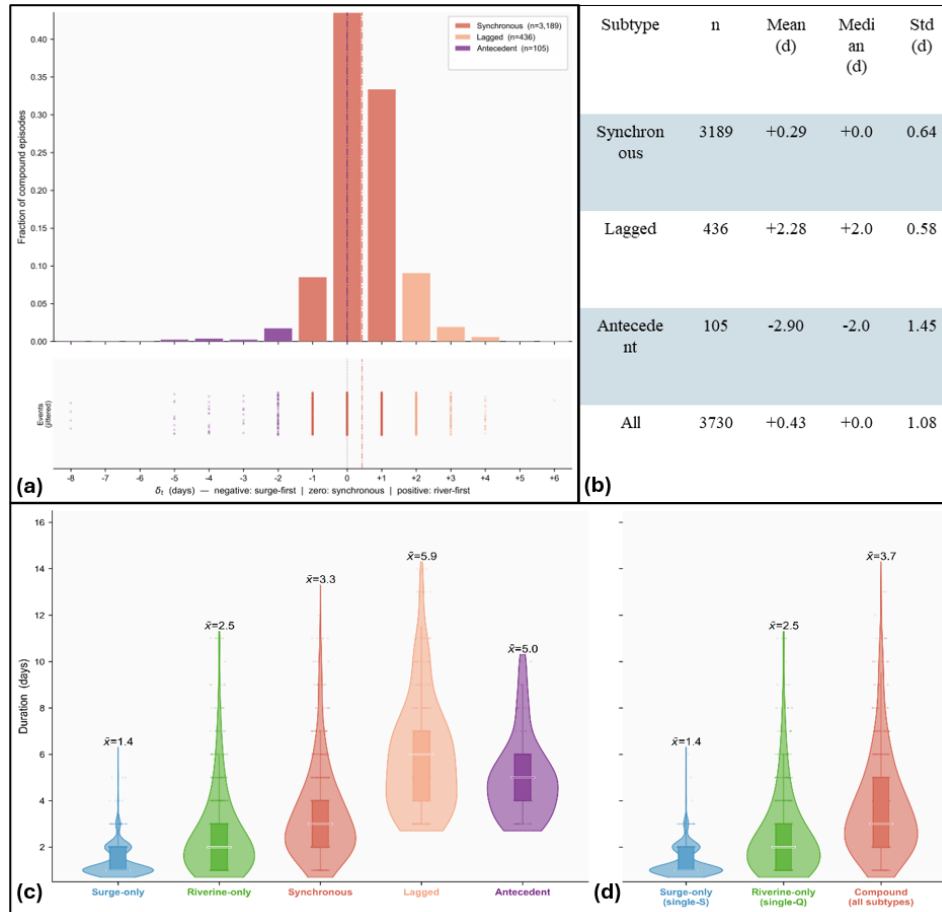 Synchronous (n=3,189)
Lagged (n=436)
Antecedent (n=105)
Fraction of compound episodes
0.40
0.35
0.30
0.25
0.20
0.15
0.10
0.05
0.00
Events
(jittered)
-8 -7 -6 -5 -4 -3 -2 -1 0 +1 +2 +3 +4 +5 +6
δt (days) — negative: surge-first | zero: synchronous | positive: river-first
(a)
Subtype n Mean (d) Medi an (d) Std (d)
Synchron ous 3189 +0.29 +0.0 0.64
Lagged 436 +2.28 +2.0 0.58
Antecede nt 105 -2.90 -2.0 1.45
All 3730 +0.43 +0.0 1.08
(b)
Duration (days)
16
14
12
10
8
6
4
2
x̄=1.4
x̄=2.5
x̄=3.3
x̄=5.9
x̄=5.0
Surge-only Riverine-only Synchronous Lagged Antecedent
(c)
x̄=1.4
x̄=2.5
x̄=3.7
Surge-only (single-S)
Riverine-only (single-Q)
Compound (all subtypes)
(d)